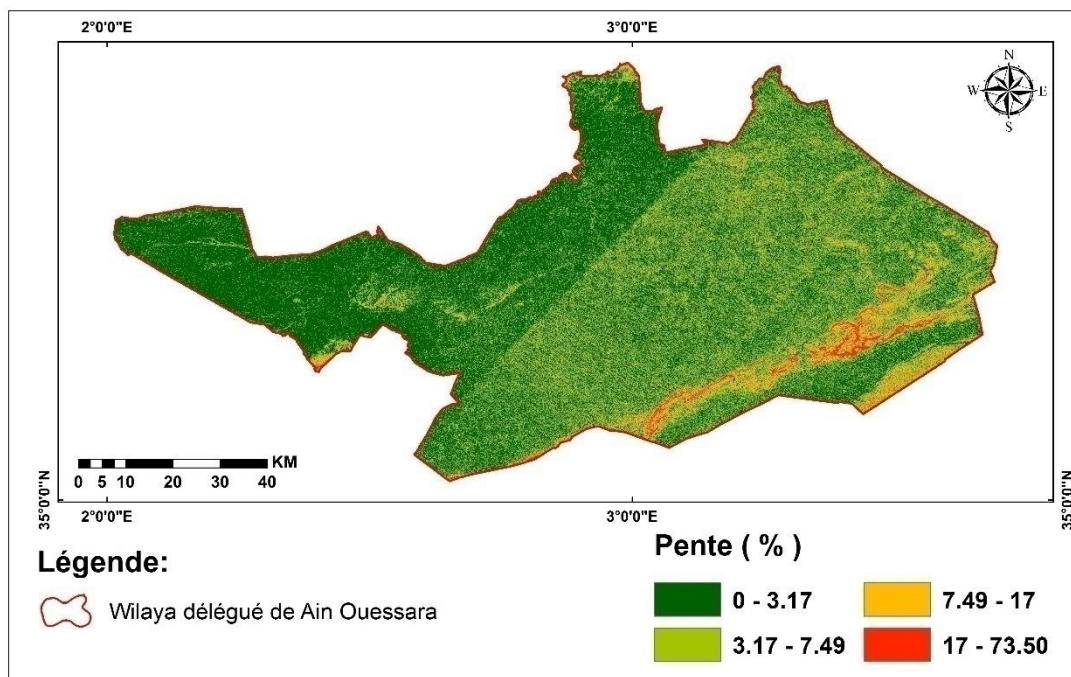 2°0'0"E 3°0'0"E
N
W E
S
KM
0 5 10 20 30 40
35°0'0"N 35°0'0"N
2°0'0"E 3°0'0"E
Légende:
Wilaya délégué de Ain Ouessara
Pente ( % )
0 - 3.17 7.49 - 17
3.17 - 7.49 17 - 73.50